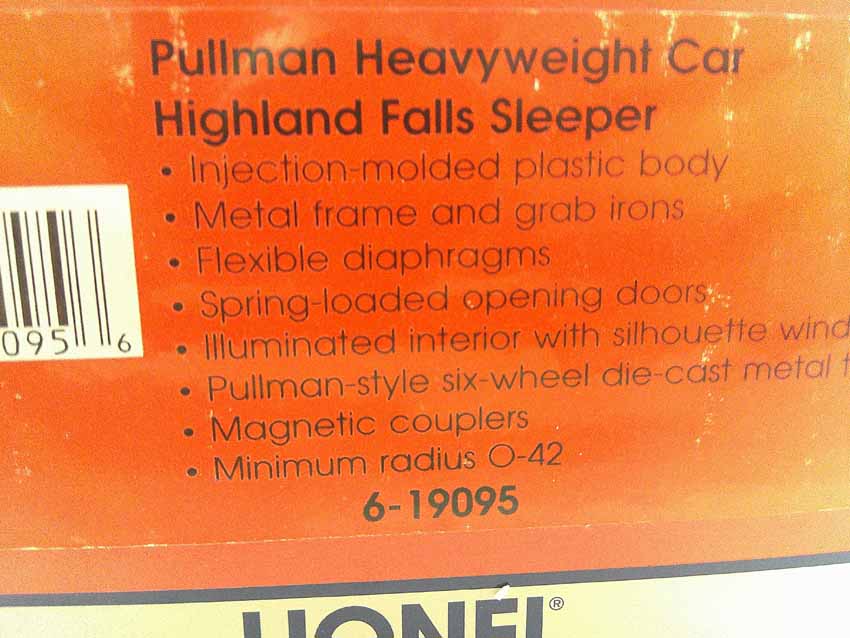 Pullman Heavyweight Car
Highland Falls Sleeper
• Injection-molded plastic body
• Metal frame and grab irons
• Flexible diaphragms
• Spring-loaded opening doors
• Illuminated interior with silhouette wind
• Pullman-style six-wheel die-cast metal t
• Magnetic couplers
• Minimum radius O-42
6-19095
095 6
LIONEL®